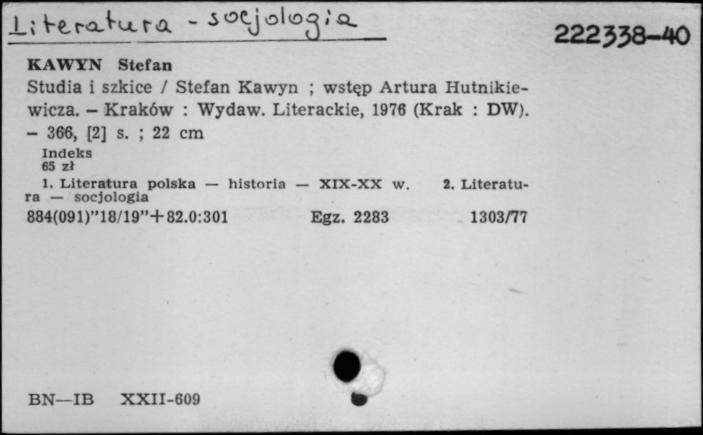 Literatura - socjologia
222338-40
KAWYN Stefan
Studia i szkice / Stefan Kawyn ; wstęp Artura Hutnikie-
wicza. — Kraków : Wydaw. Literackie, 1976 (Krak : DW).
— 366, [2] s. ; 22 cm
Indeks
65 zł
1. Literatura polska — historia — XIX-XX w. 2. Literatu-
ra — socjologia
884(091)”18/19”+82.0:301 Egz. 2283 1303/77
BN—IB XXII-609